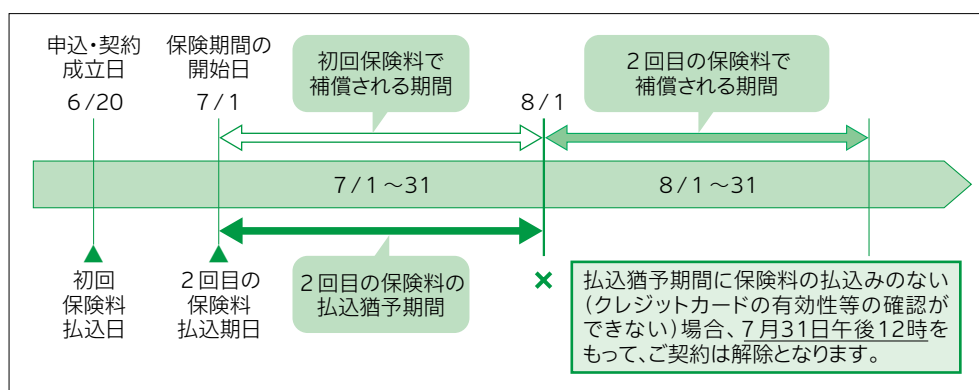 申込・契約
成立日
6/20
保険期間の
開始日
7/1
初回保険料で
補償される期間
8/1
2回目の保険料で
補償される期間
7/1~31
8/1~31
初回
保険料
払込日
2回目の
保険料
払込期日
2回目の保険料の
払込猶予期間
×
払込猶予期間に保険料の払込みのない
(クレジットカードの有効性等の確認が
できない)場合、7月31日午後12時を
もって、ご契約は解除となります。